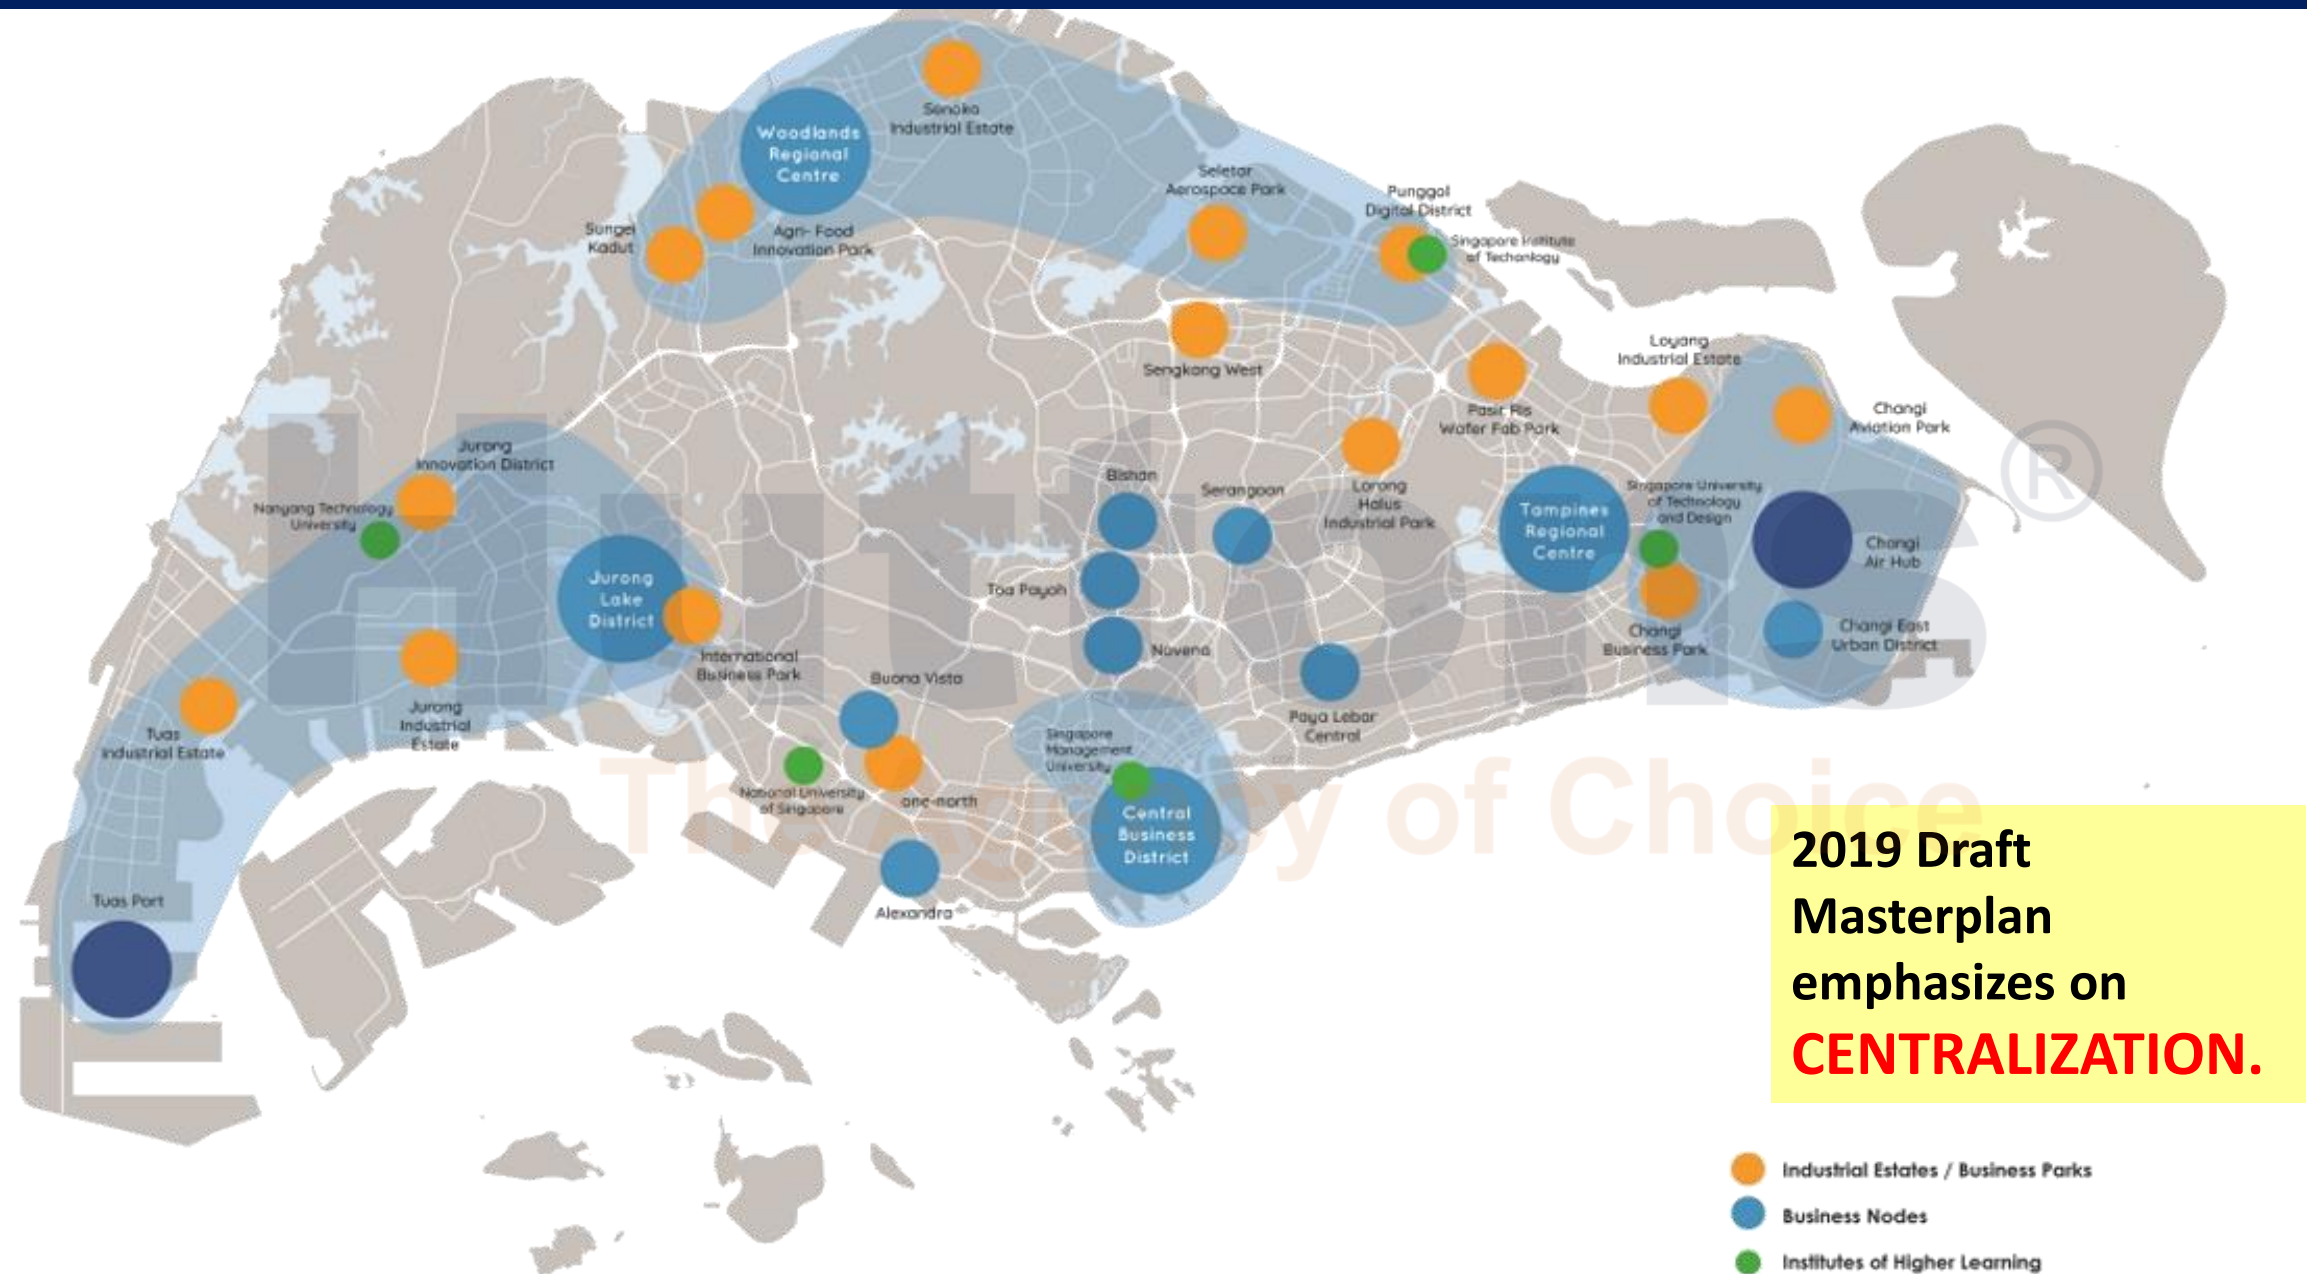 Senoko
Industrial Estate
Woodlands
Regional
Centre
Seletar
Aerospace Park
Punggol
Digital District
Sungei
Kadut
Agri- Food
Innovation Park
Singapore Institute
of Techonlogy
Sengkang West
Loyang
Industrial Estate
Pasir Ris
Wafer Fab Park
Changi
Aviation Park
Jurong
Innovation District
Nanyang Technology
University
Bishan
Serangoon
Lorong
Halus
Industrial Park
Tampines
Regional
Centre
Singapore University
of Technology
and Design
Changi
Air Hub
Jurong
Lake
District
Toa Payoh
Novena
Changi
Business Park
Changi East
Urban District
International
Business Park
Buona Vista
Jurong
Industrial
Estate
Tuas
Industrial Estate
Paya Lebar
Central
Singapore
Management
University
National University
of Singapore
one-north
Central
Business
District
Alexandra
Tuas Port
Huttons®
The Agency of Choice
2019 Draft
Masterplan
emphasizes on
CENTRALIZATION.
Industrial Estates / Business Parks
Business Nodes
Institutes of Higher Learning